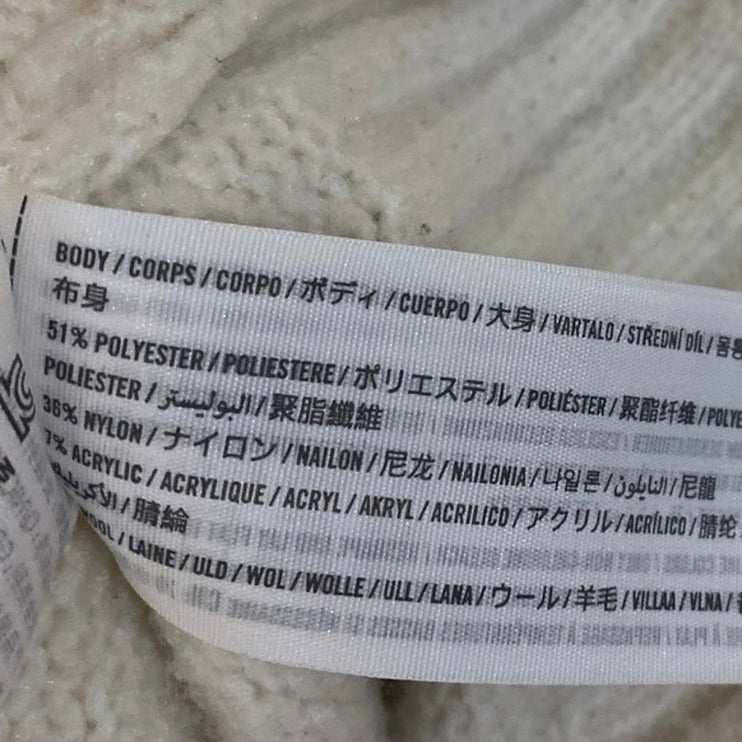 BODY / CORPS / CORPO / ボディ / CUERPO / 大身 / VARTALO / STŘEDNÍ DÍL /
布身
51% POLYESTER / POLIESTERE / ポリエステル / POLIÉSTER / 聚酯纤维 /
POLIESTER / البوليستر / 聚脂纖維
36% NYLON / ナイロン / NAILON / 尼龙 / NAILONIA / 나일론 / النايلون / 尼龍
7% ACRYLIC / ACRYLIQUE / ACRYL / AKRYL / ACRILICO / アクリル / ACRÍLICO / 腈纶
/ 腈綸
/ LAINE / ULD / WOL / WOLLE / ULL / LANA / ウール / 羊毛 / VILLAA / VLNA /